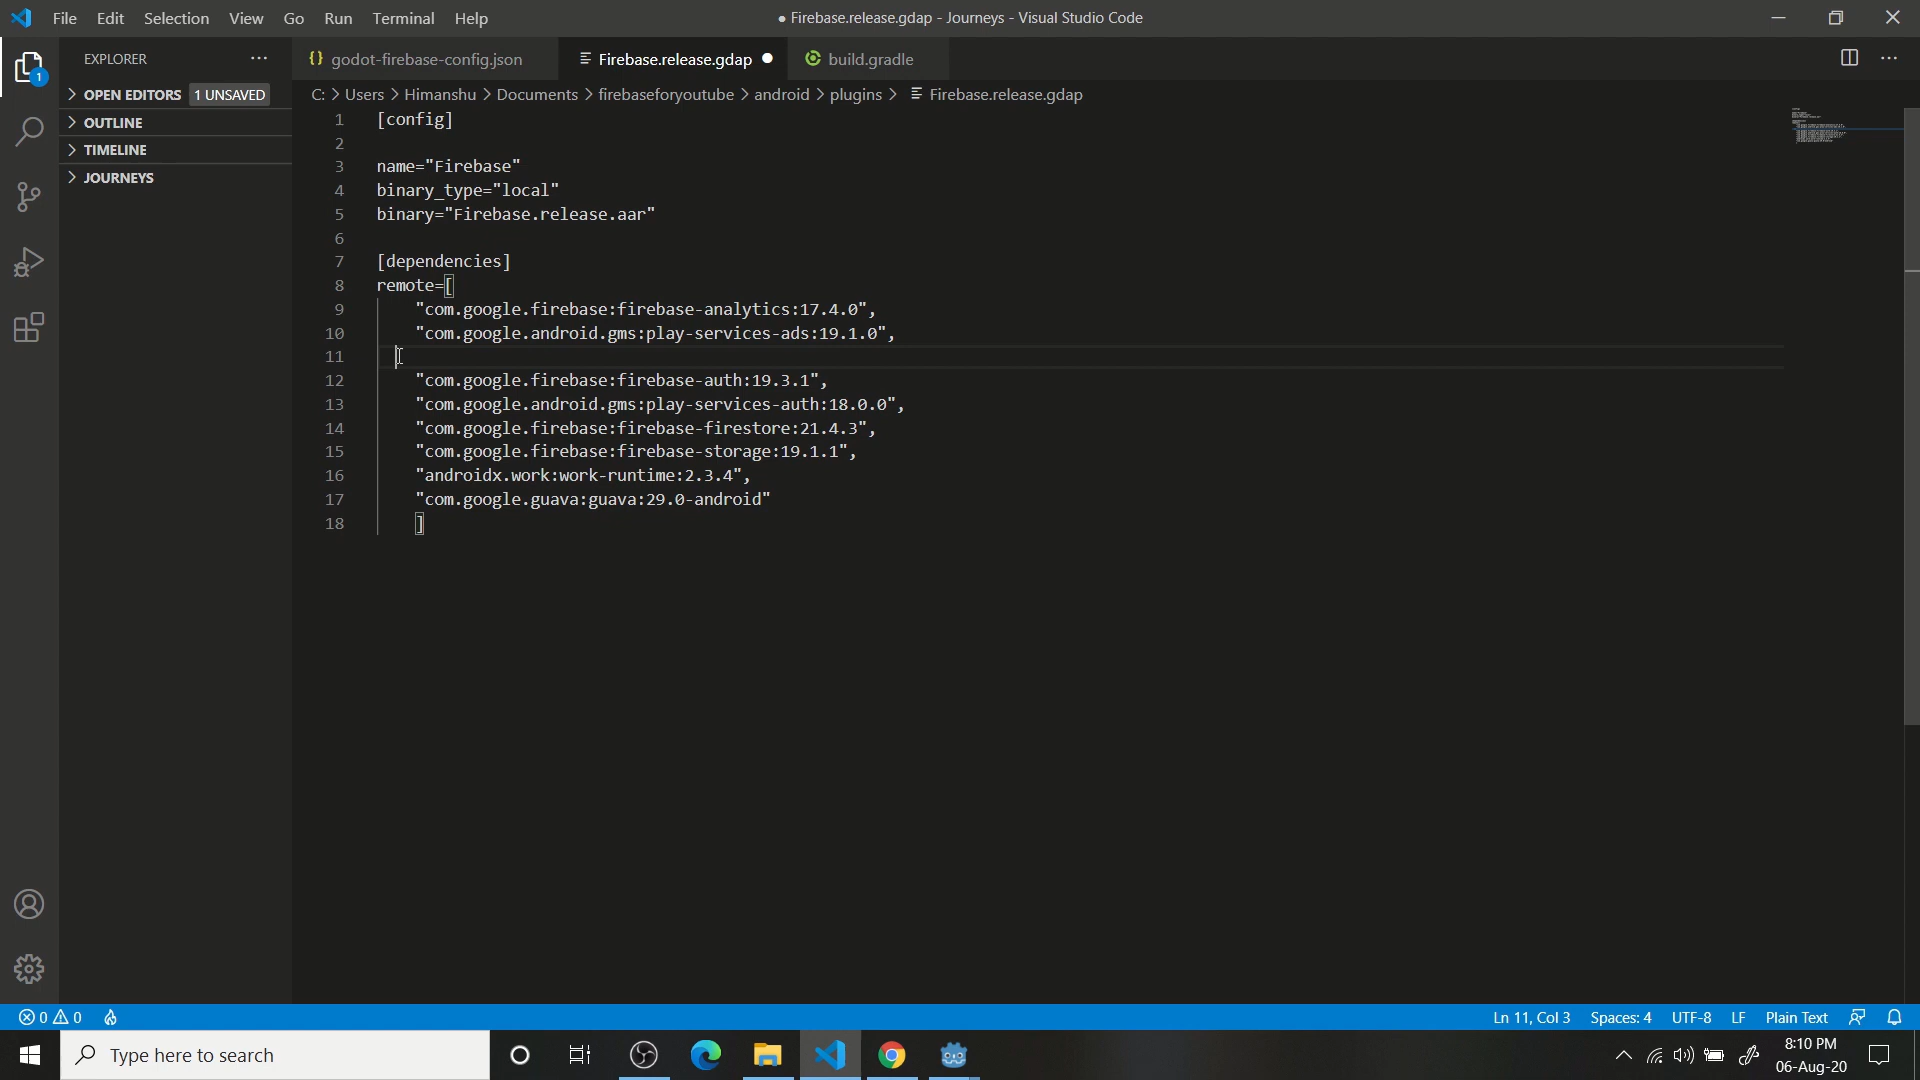 File Edit Selection View Go Run Terminal Help
● Firebase.release.gdap - Journeys - Visual Studio Code
EXPLORER ···
1
OPEN EDITORS 1 UNSAVED
OUTLINE
TIMELINE
JOURNEYS
{} godot-firebase-config.json
Firebase.release.gdap ●
build.gradle
C: > Users > Himanshu > Documents > firebaseforyoutube > android > plugins > Firebase.release.gdap
1 [config]
2
3 name="Firebase"
4 binary_type="local"
5 binary="Firebase.release.aar"
6
7 [dependencies]
8 remote=[
9 "com.google.firebase:firebase-analytics:17.4.0",
10 "com.google.android.gms:play-services-ads:19.1.0",
11
12 "com.google.firebase:firebase-auth:19.3.1",
13 "com.google.android.gms:play-services-auth:18.0.0",
14 "com.google.firebase:firebase-firestore:21.4.3",
15 "com.google.firebase:firebase-storage:19.1.1",
16 "androidx.work:work-runtime:2.3.4",
17 "com.google.guava:guava:29.0-android"
18 ]
0 0
Ln 11, Col 3 Spaces: 4 UTF-8 LF Plain Text
Type here to search
8:10 PM
06-Aug-20